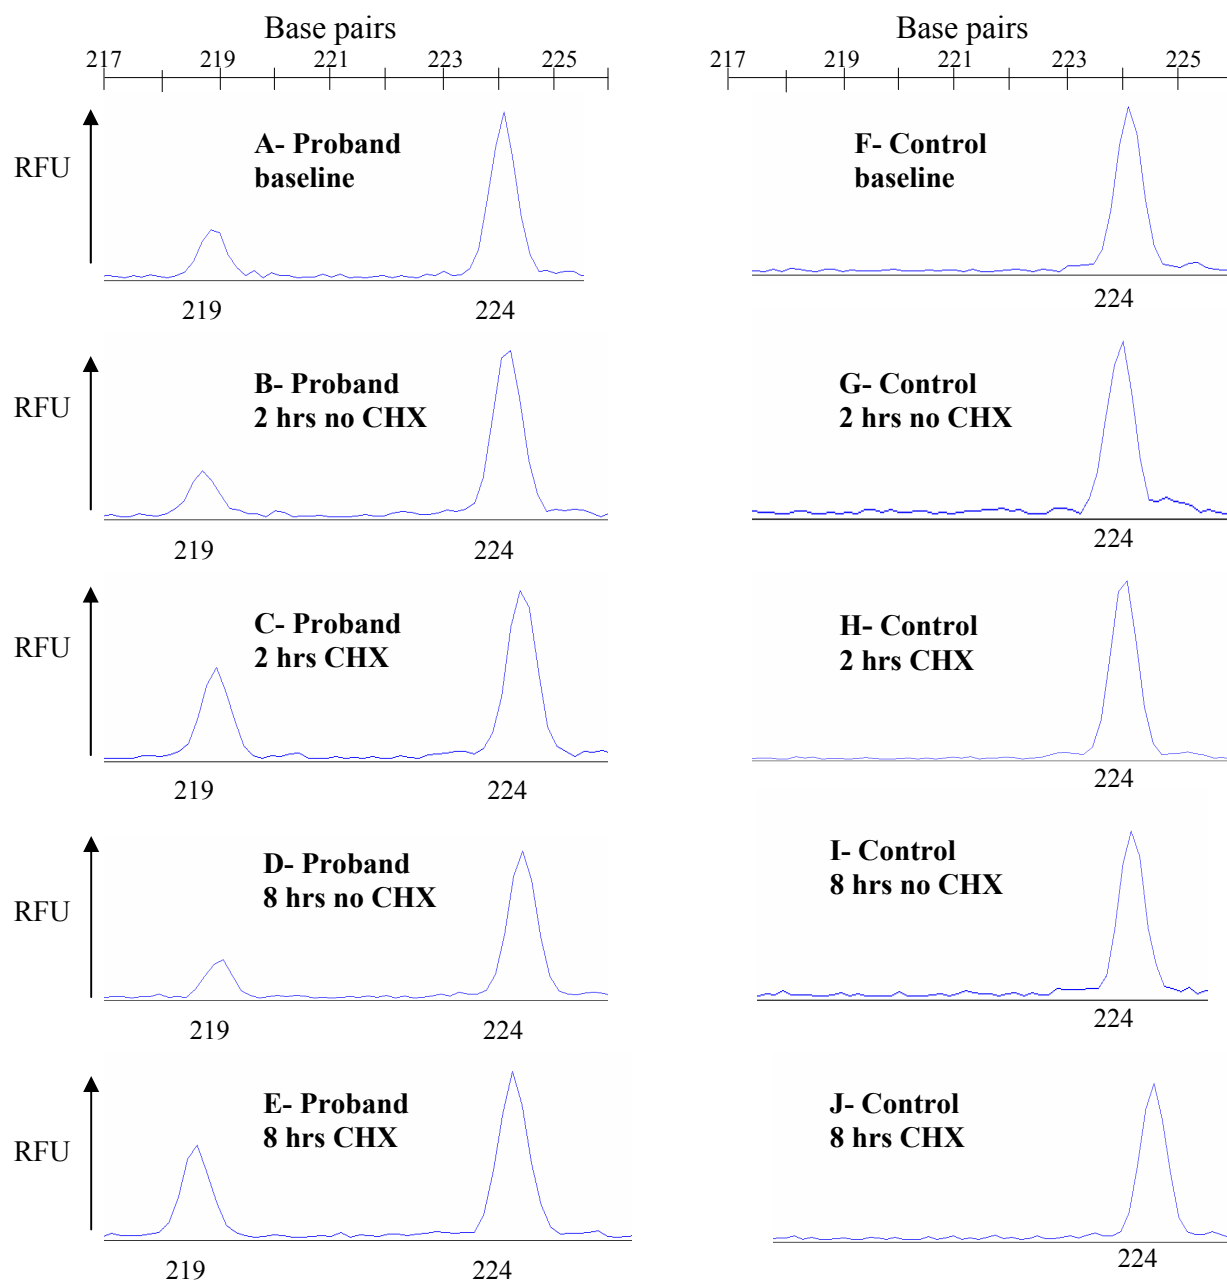 Base pairs
217 219 221 223 225
RFU
A- Proband
baseline
219 224
RFU
B- Proband
2 hrs no CHX
219 224
RFU
C- Proband
2 hrs CHX
219 224
RFU
D- Proband
8 hrs no CHX
219 224
RFU
E- Proband
8 hrs CHX
219 224
Base pairs
217 219 221 223 225
F- Control
baseline
224
G- Control
2 hrs no CHX
224
H- Control
2 hrs CHX
224
I- Control
8 hrs no CHX
224
J- Control
8 hrs CHX
224